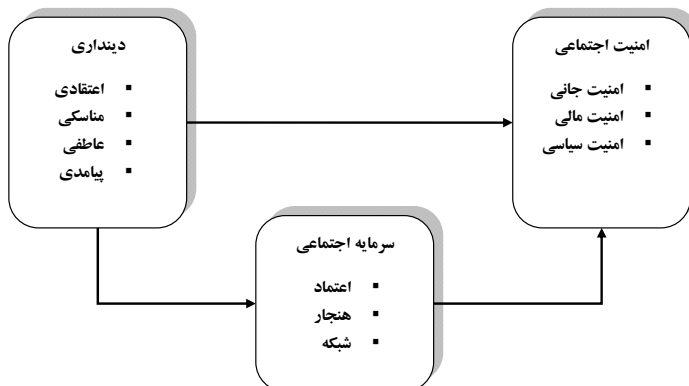 دینداری
▪ اعتقادی
▪ مناسکی
▪ عاطفی
▪ پیامدی
امنیت اجتماعی
▪ امنیت جانی
▪ امنیت مالی
▪ امنیت سیاسی
سرمایه اجتماعی
▪ اعتماد
▪ هنجار
▪ شبکه